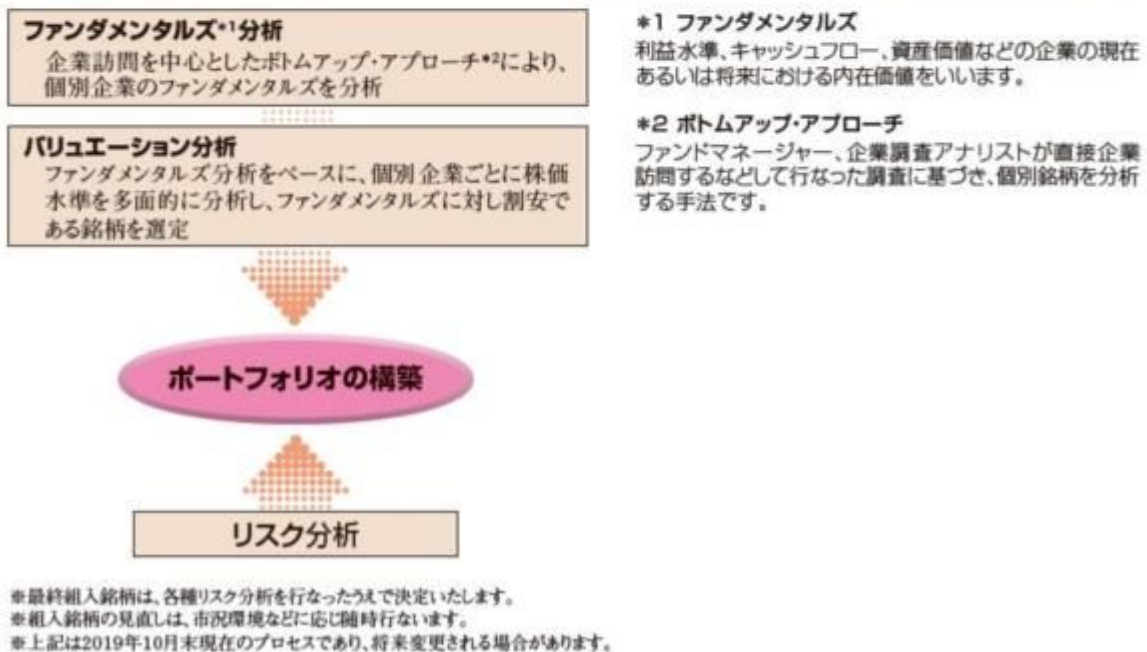 ファンダメンタルズ*1分析
企業訪問を中心としたボトムアップ・アプローチ*2により、
個別企業のファンダメンタルズを分析
バリュエーション分析
ファンダメンタルズ分析をベースに、個別企業ごとに株価
水準を多面的に分析し、ファンダメンタルズに対し割安で
ある銘柄を選定
ポートフォリオの構築
リスク分析
※最終組入銘柄は、各種リスク分析を行なったうえで決定いたします。
※組入銘柄の見直しは、市況環境などに応じ随時行ないます。
※上記は2019年10月末現在のプロセスであり、将来変更される場合があります。
*1 ファンダメンタルズ
利益水準、キャッシュフロー、資産価値などの企業の現在
あるいは将来における内在価値をいいます。
*2 ボトムアップ・アプローチ
ファンドマネージャー、企業調査アナリストが直接企業
訪問するなどして行なった調査に基づき、個別銘柄を分析
する手法です。